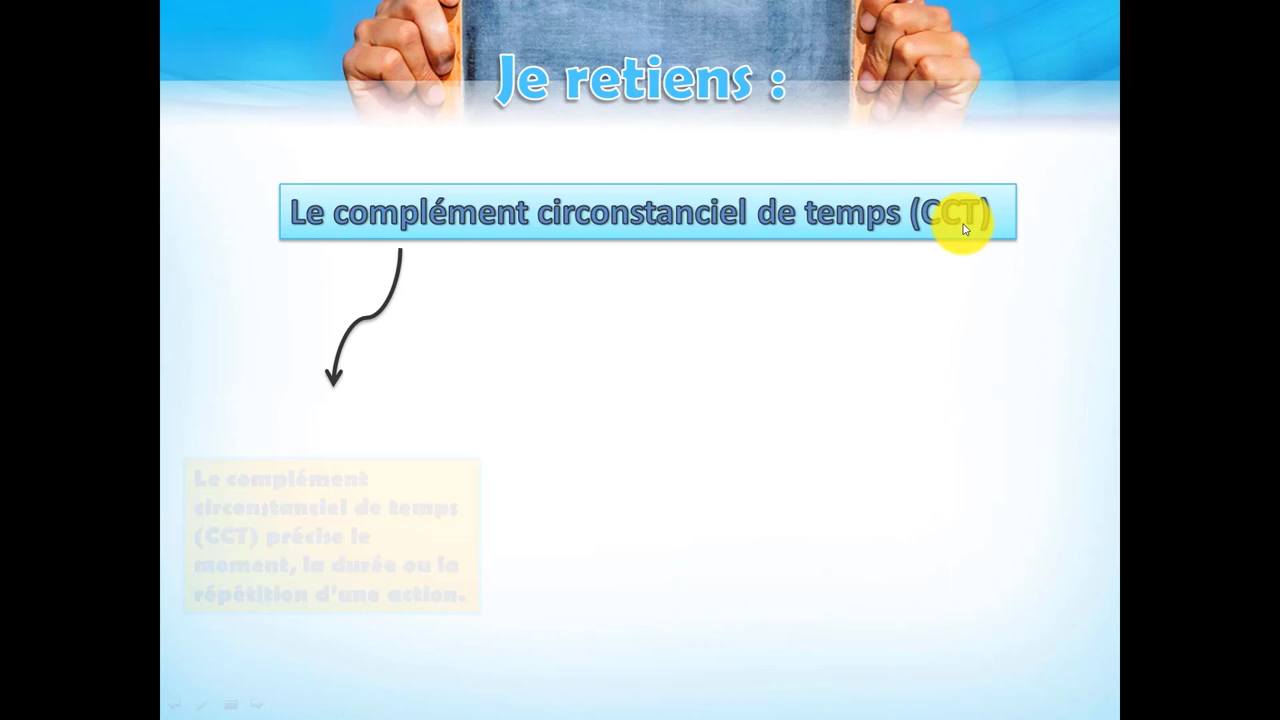 Je retiens :
Le complément circonstanciel de temps (CCT)
Le complément
circonstanciel de temps
(CCT) précise le
moment, la durée ou la
répétition d'une action.